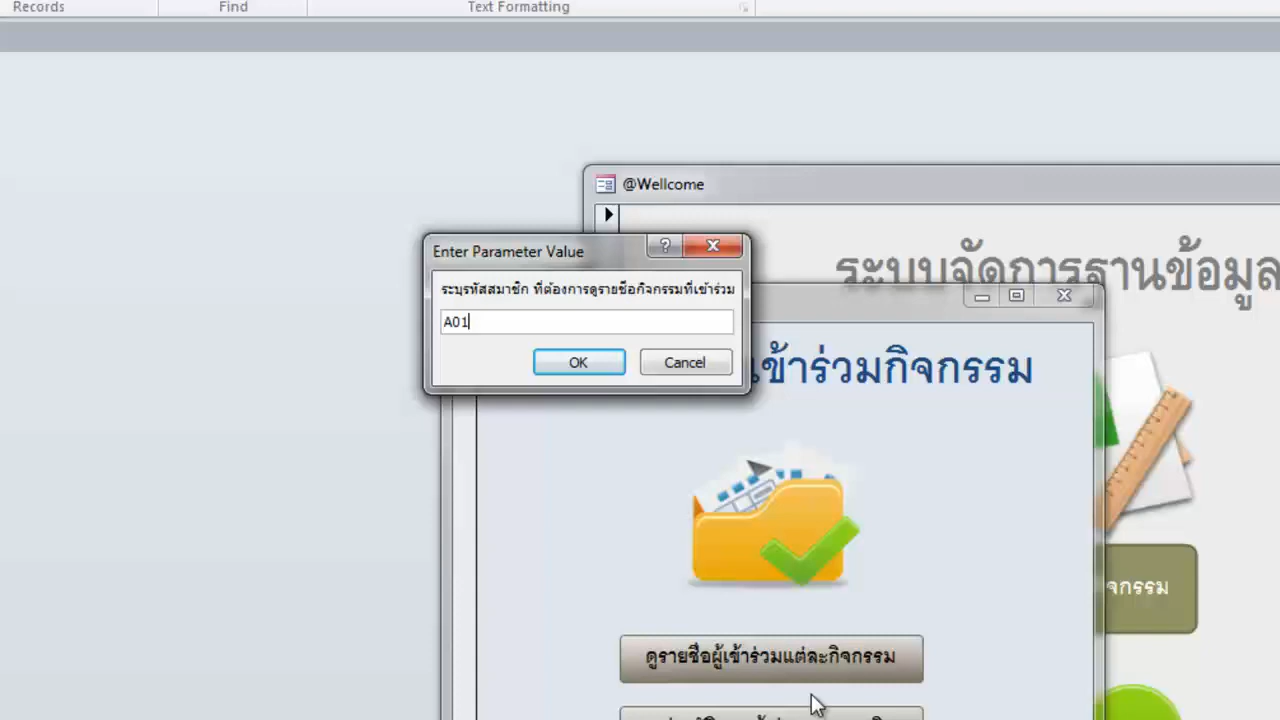 Records
Find
Text Formatting
@Wellcome
ระบบจัดการฐานข้อมูล
Enter Parameter Value
ระบุรหัสสมาชิก ที่ต้องการดูรายชื่อกิจกรรมที่เข้าร่วม
A01
OK
Cancel
เข้าร่วมกิจกรรม
ดูรายชื่อผู้เข้าร่วมแต่ละกิจกรรม